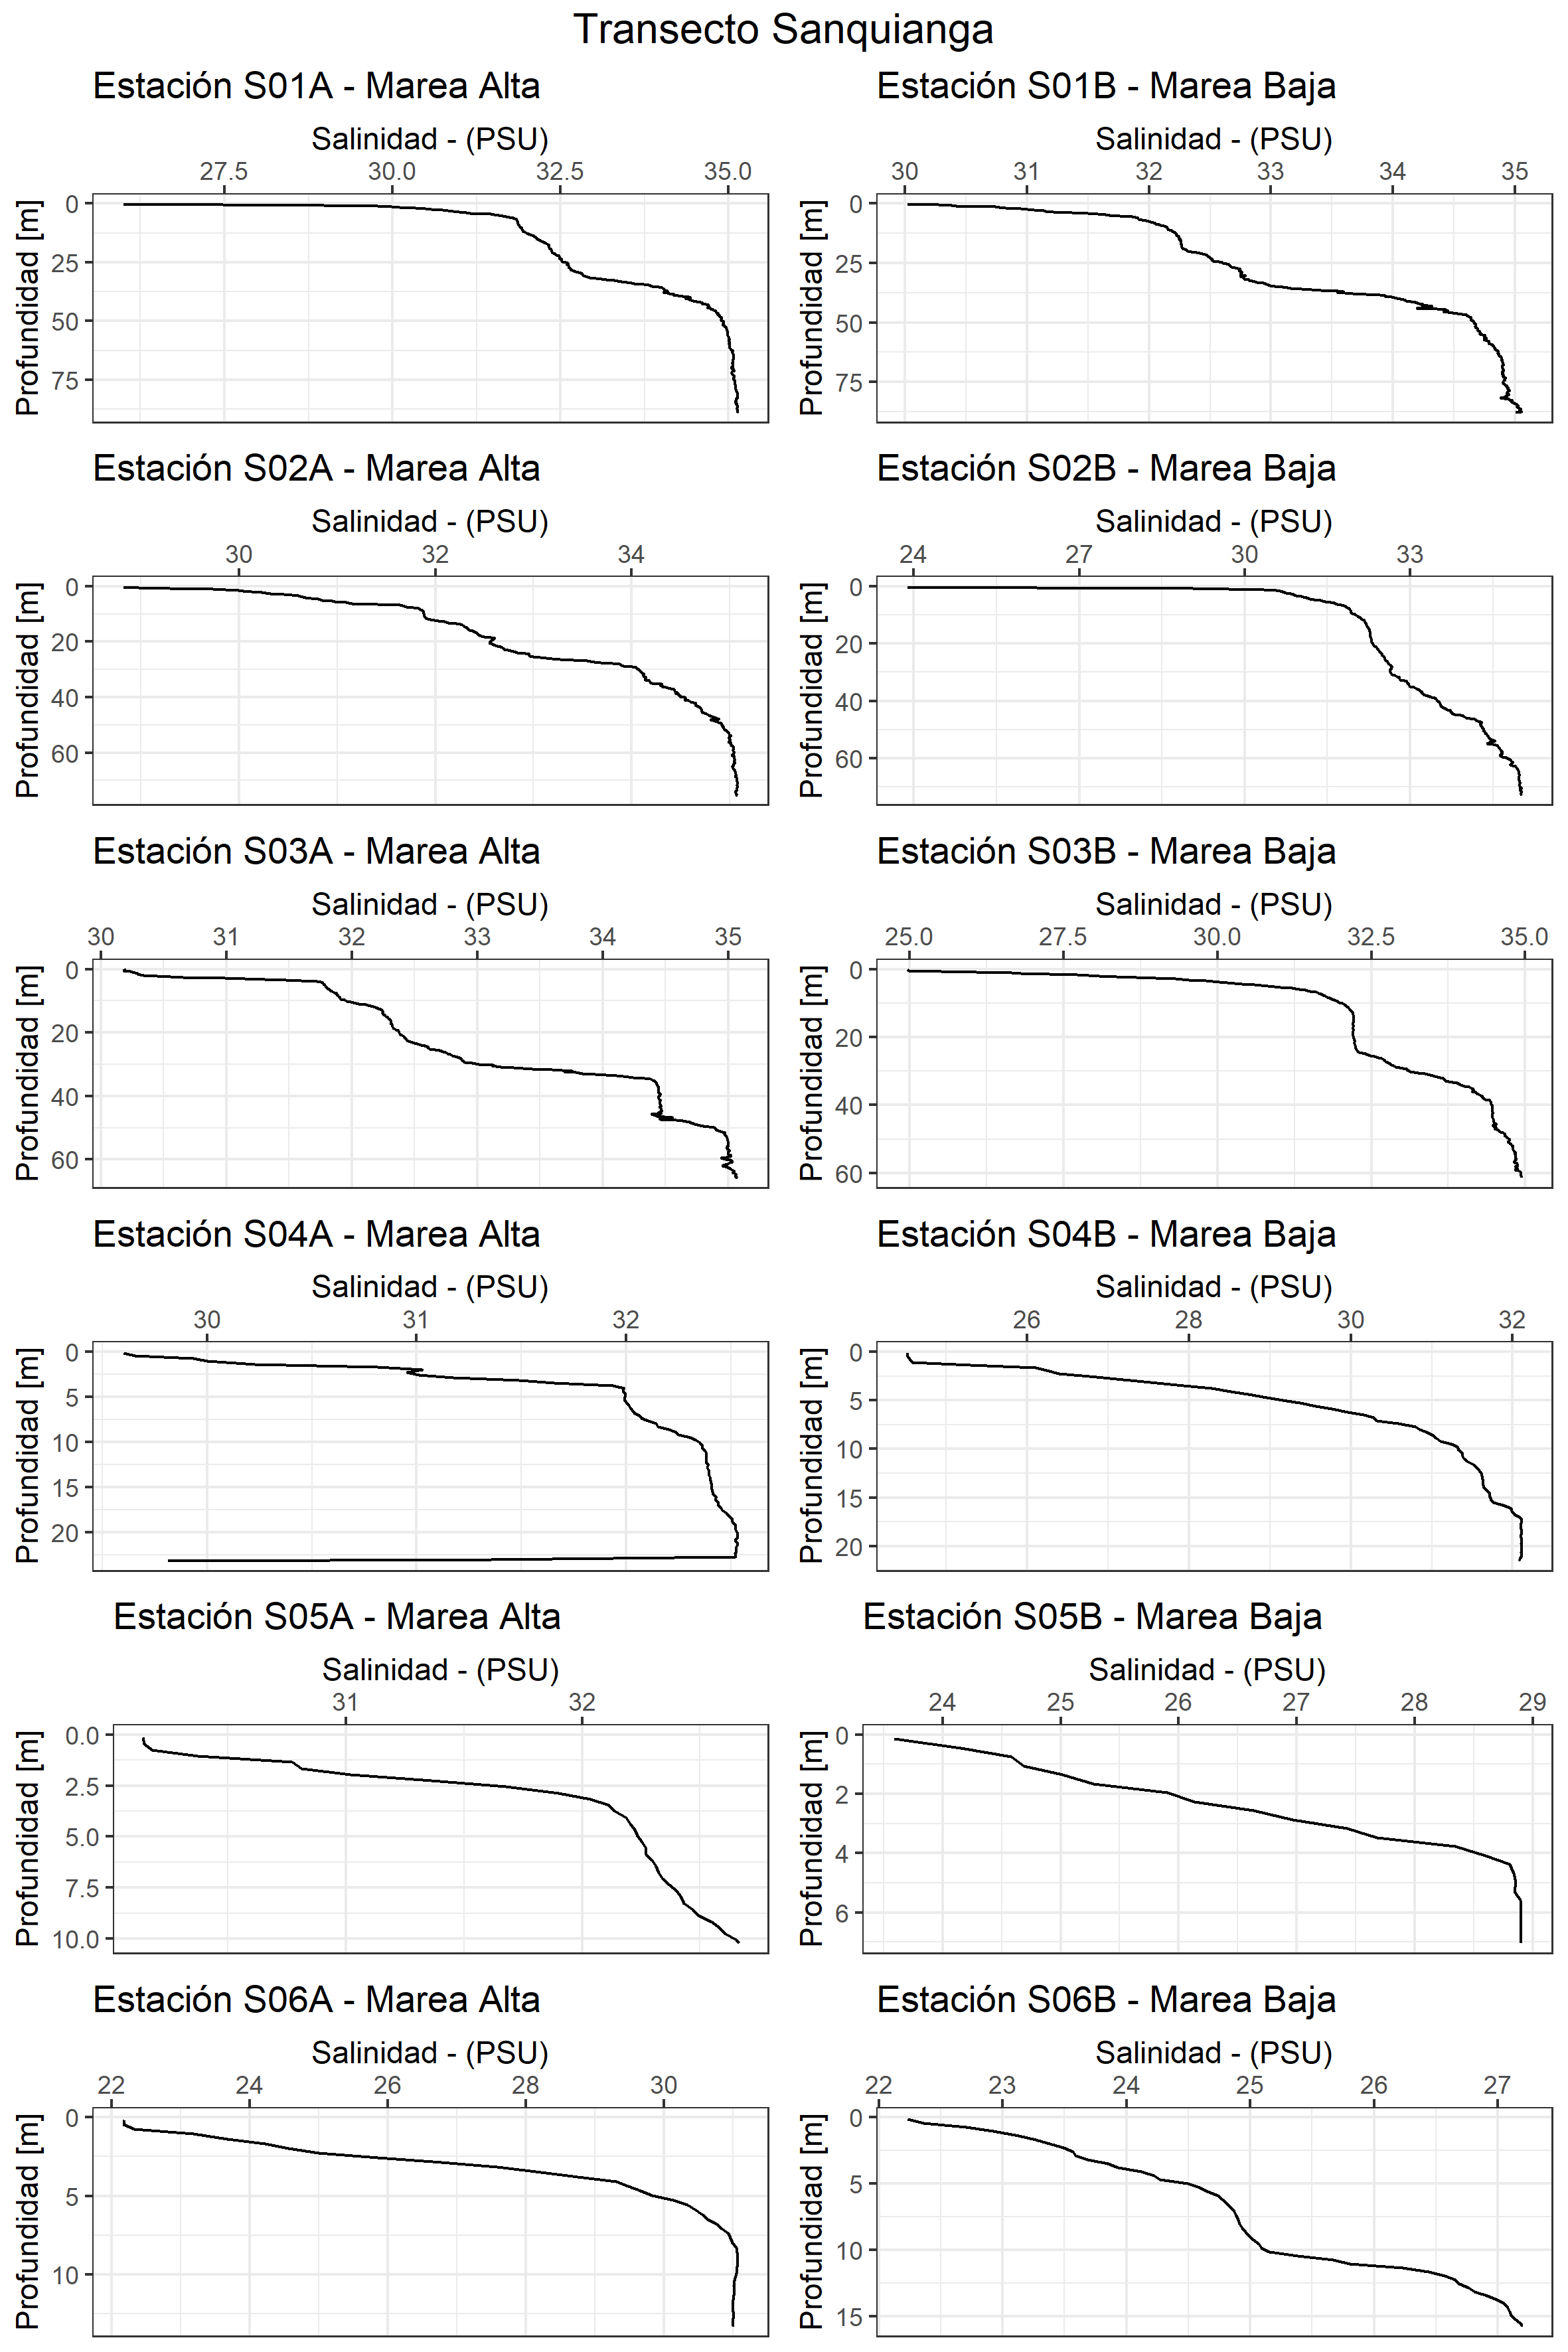 Transecto Sanquianga
Estación S01A - Marea Alta
Salinidad - (PSU)
27.5 30.0 32.5 35.0
Profundidad [m]
0
25
50
75
Estación S01B - Marea Baja
Salinidad - (PSU)
30 31 32 33 34 35
Profundidad [m]
0
25
50
75
Estación S02A - Marea Alta
Salinidad - (PSU)
30 32 34
Profundidad [m]
0
20
40
60
Estación S02B - Marea Baja
Salinidad - (PSU)
24 27 30 33
Profundidad [m]
0
20
40
60
Estación S03A - Marea Alta
Salinidad - (PSU)
30 31 32 33 34 35
Profundidad [m]
0
20
40
60
Estación S03B - Marea Baja
Salinidad - (PSU)
25.0 27.5 30.0 32.5 35.0
Profundidad [m]
0
20
40
60
Estación S04A - Marea Alta
Salinidad - (PSU)
30 31 32
Profundidad [m]
0
5
10
15
20
Estación S04B - Marea Baja
Salinidad - (PSU)
26 28 30 32
Profundidad [m]
0
5
10
15
20
Estación S05A - Marea Alta
Salinidad - (PSU)
31 32
Profundidad [m]
0.0
2.5
5.0
7.5
10.0
Estación S05B - Marea Baja
Salinidad - (PSU)
24 25 26 27 28 29
Profundidad [m]
0
2
4
6
Estación S06A - Marea Alta
Salinidad - (PSU)
22 24 26 28 30
Profundidad [m]
0
5
10
Estación S06B - Marea Baja
Salinidad - (PSU)
22 23 24 25 26 27
Profundidad [m]
0
5
10
15